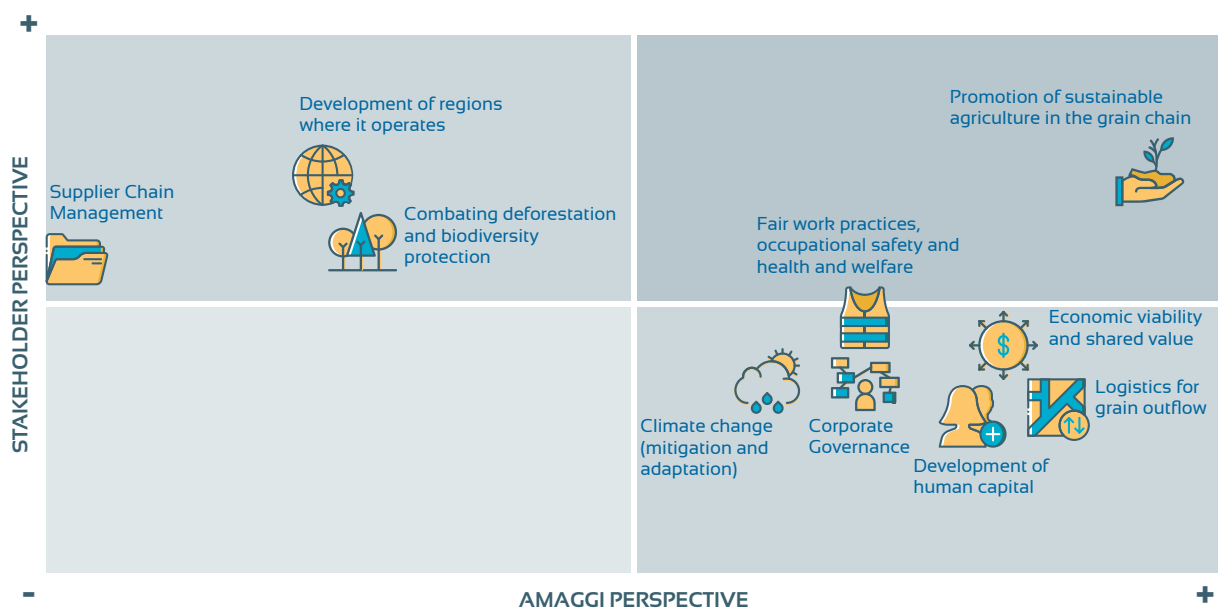 +
STAKEHOLDER PERSPECTIVE
Development of regions
where it operates
Promotion of sustainable
agriculture in the grain chain
Supplier Chain
Management
Combating deforestation
and biodiversity
protection
Fair work practices,
occupational safety and
health and welfare
$
Economic viability
and shared value
Logistics for
grain outflow
Climate change
(mitigation and
adaptation)
Corporate
Governance
+
Development of
human capital
-
AMAGGI PERSPECTIVE
+